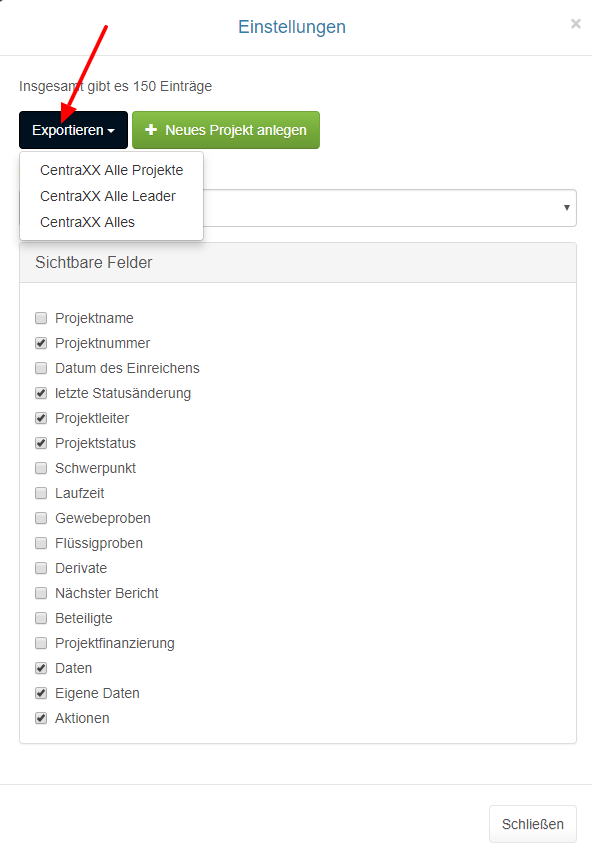 Einstellungen
×
Insgesamt gibt es 150 Einträge
Exportieren
Neues Projekt anlegen
CentraXX Alle Projekte
CentraXX Alle Leader
CentraXX Alles
Sichtbare Felder
Projektname
Projektnummer
Datum des Einreichens
letzte Statusänderung
Projektleiter
Projektstatus
Schwerpunkt
Laufzeit
Gewebeproben
Flüssigproben
Derivate
Nächster Bericht
Beteiligte
Projektfinanzierung
Daten
Eigene Daten
Aktionen
Schließen